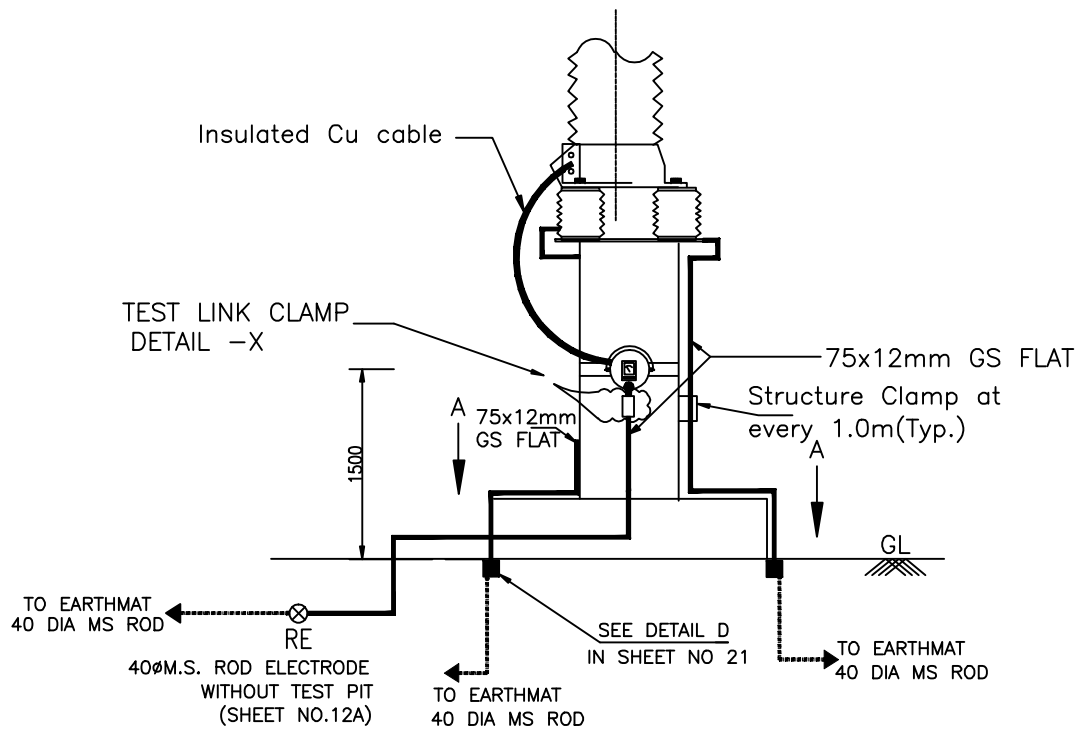 Insulated Cu cable
TEST LINK CLAMP
DETAIL -X
75x12mm GS FLAT
Structure Clamp at
every 1.0m(Typ.)
A
75x12mm
GS FLAT
A
1500
GL
TO EARTHMAT
40 DIA MS ROD
RE
40øM.S. ROD ELECTRODE
WITHOUT TEST PIT
(SHEET NO.12A)
SEE DETAIL D
IN SHEET NO 21
TO EARTHMAT
40 DIA MS ROD
TO EARTHMAT
40 DIA MS ROD